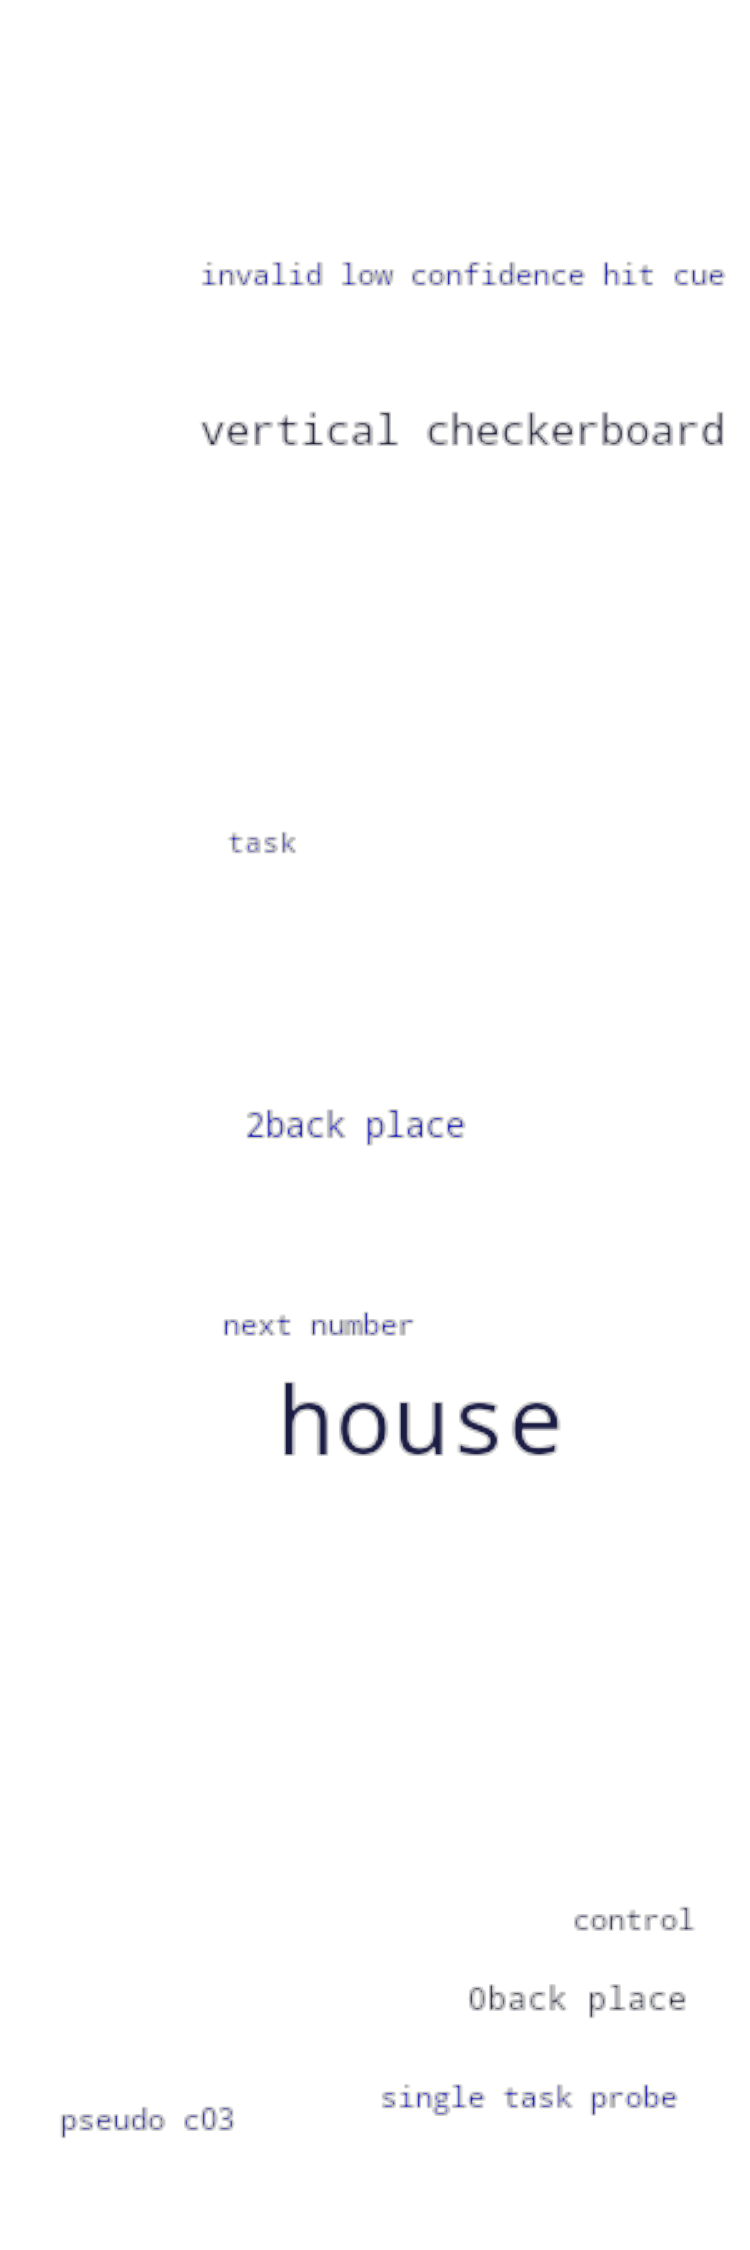 invalid low confidence hit cue
vertical checkerboard
task
2back place
next number
house
control
0back place
single task probe
pseudo c03